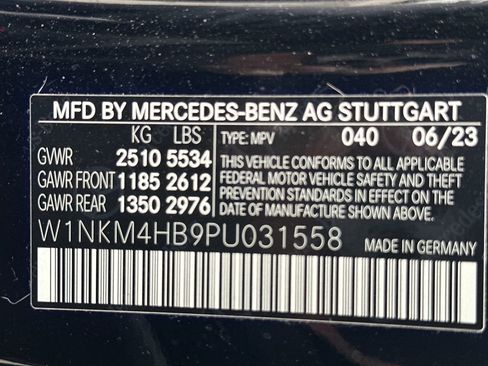 MFD BY MERCEDES-BENZ AG STUTTGART
KG LBS TYPE: MPV 040 06/23
GVWR 2510 5534 THIS VEHICLE CONFORMS TO ALL APPLICABLE
GAWR FRONT 1185 2612 FEDERAL MOTOR VEHICLE SAFETY AND THEFT
GAWR REAR 1350 2976 PREVENTION STANDARDS IN EFFECT ON THE
DATE OF MANUFACTURE SHOWN ABOVE.
W1NKM4HB9PU031558 MADE IN GERMANY